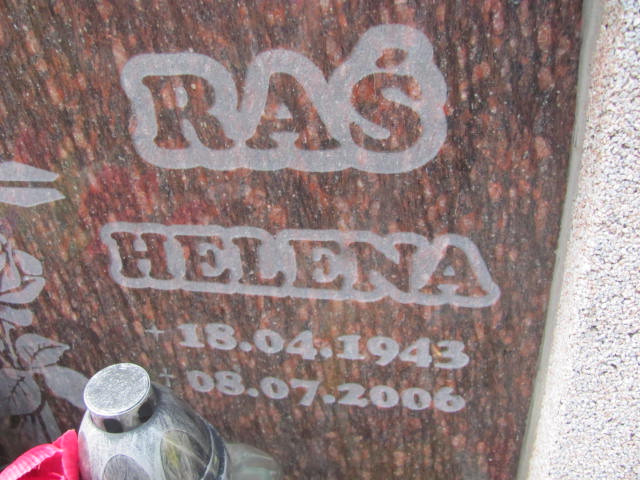 RAŚ
HELENA
* 18.04.1943
+ 08.07.2006